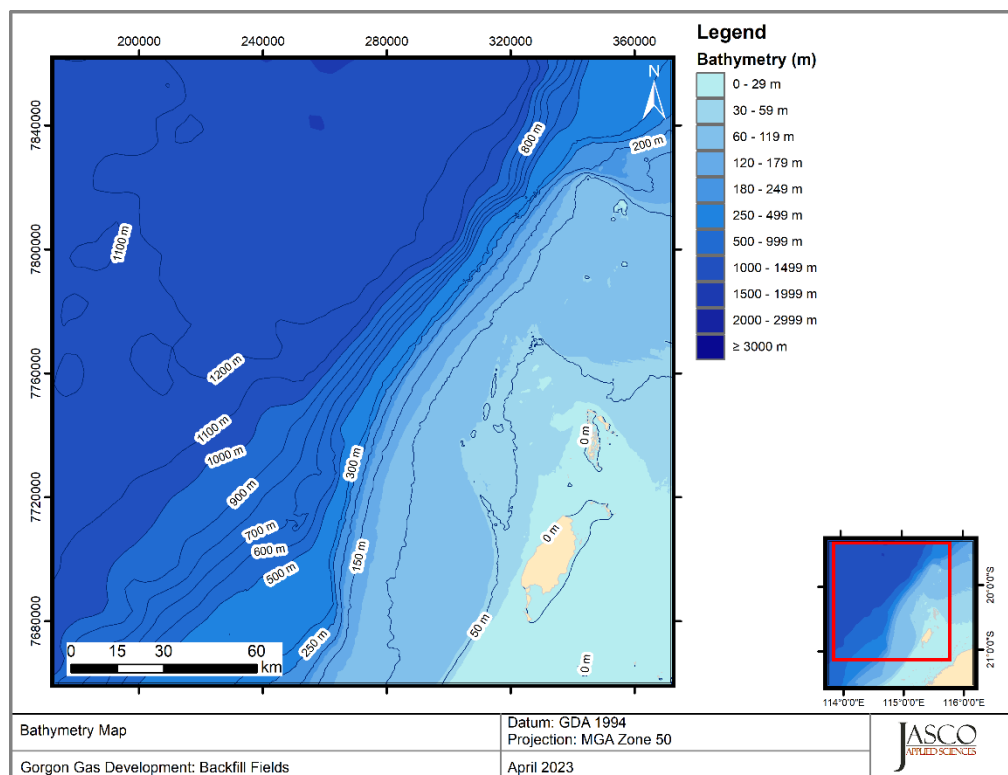 200000 240000 280000 320000 360000
7840000
7800000
7760000
7720000
7680000
N
800 m
200 m
1100 m
1200 m
1100 m
1000 m
900 m
700 m
600 m
500 m
300 m
250 m
150 m
50 m
0 m
0 m
0 m
0 15 30 60
km
Legend
Bathymetry (m)
0 - 29 m
30 - 59 m
60 - 119 m
120 - 179 m
180 - 249 m
250 - 499 m
500 - 999 m
1000 - 1499 m
1500 - 1999 m
2000 - 2999 m
≥ 3000 m
20°0'0"S
21°0'0"S
114°0'0"E 115°0'0"E 116°0'0"E
Bathymetry Map
Gorgon Gas Development: Backfill Fields
Datum: GDA 1994
Projection: MGA Zone 50
April 2023
JASCO
APPLIED SCIENCES